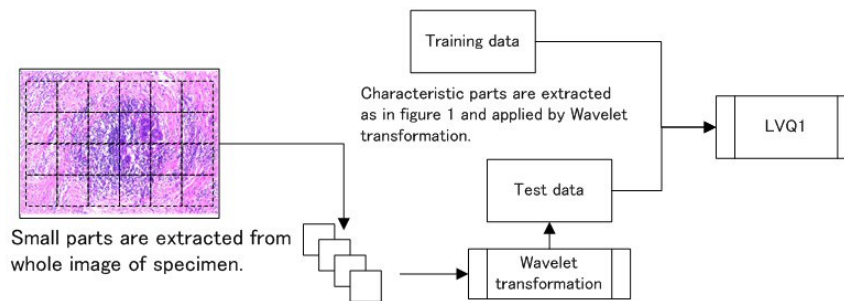 Training data
Characteristic parts are extracted
as in figure 1 and applied by Wavelet
transformation.
LVQ1
Test data
Small parts are extracted from
whole image of specimen.
Wavelet
transformation